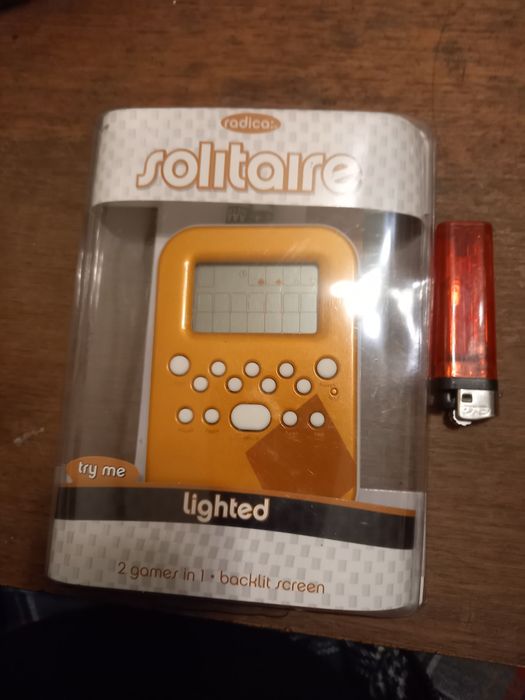 radica:
solitaire
try me
lighted
2 games in 1 • backlit screen